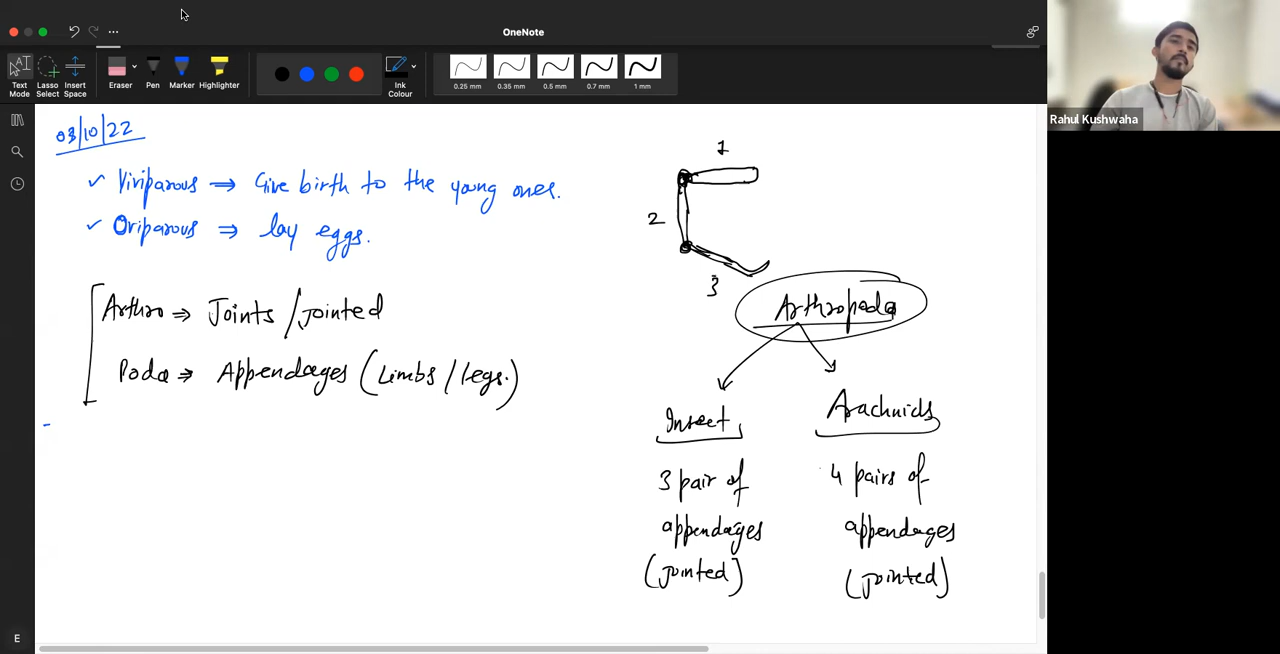 OneNote
Text Mode
Lasso Select
Insert Space
Eraser
Pen
Marker
Highlighter
Ink Colour
0.25 mm
0.35 mm
0.5 mm
0.7 mm
1 mm
Rahul Kushwaha
03/10/22
✓ Viviparous ⇒ Give birth to the young ones.
✓ Oviparous ⇒ lay eggs.
Arthro ⇒ Joints/jointed
Poda ⇒ Appendages (Limbs/legs.)
1
2
3
Arthropoda
Insect
3 pair of
appendages
(jointed)
Arachnids
4 pairs of
appendages
(jointed)
E